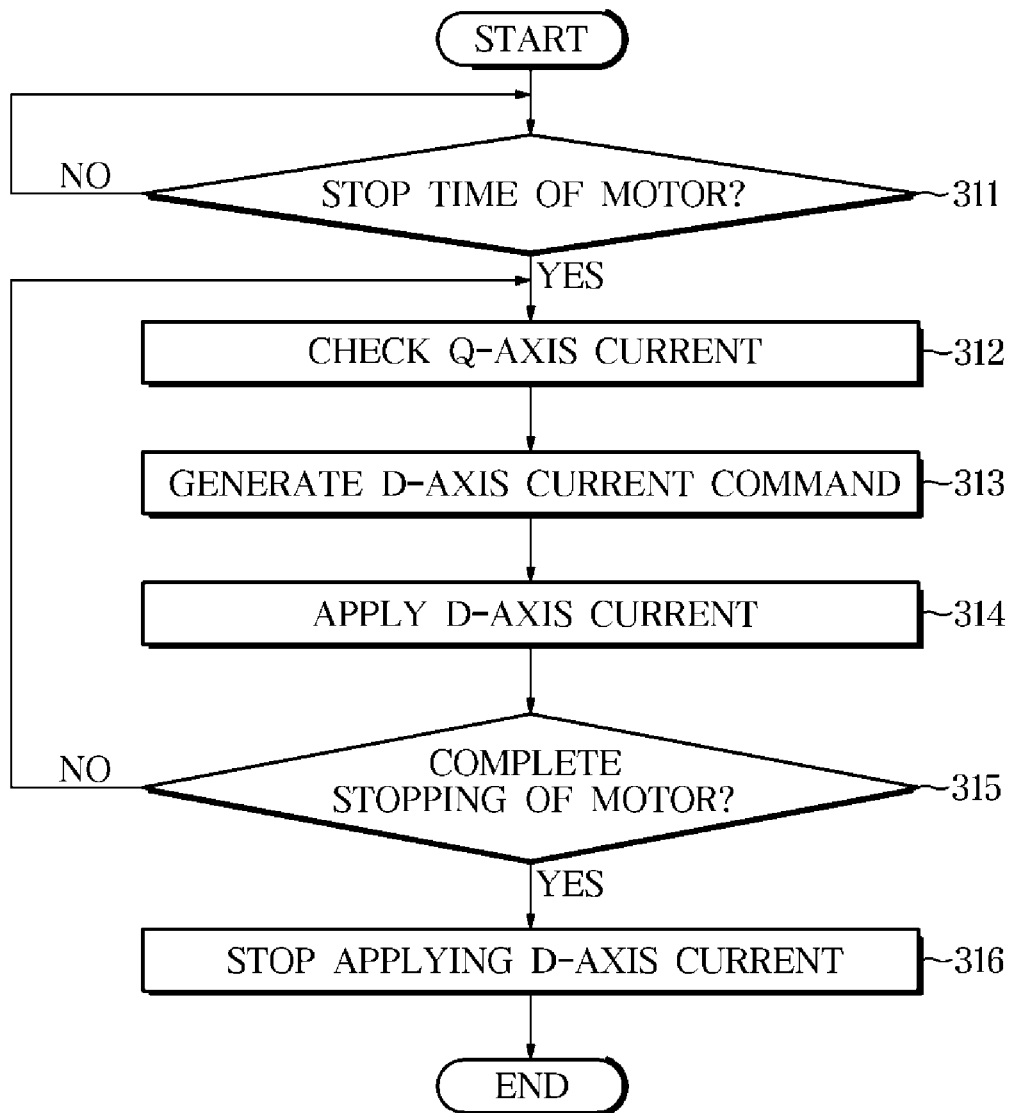 START
NO
STOP TIME OF MOTOR?
311
YES
CHECK Q-AXIS CURRENT
312
GENERATE D-AXIS CURRENT COMMAND
313
APPLY D-AXIS CURRENT
314
NO
COMPLETE
STOPPING OF MOTOR?
315
YES
STOP APPLYING D-AXIS CURRENT
316
END